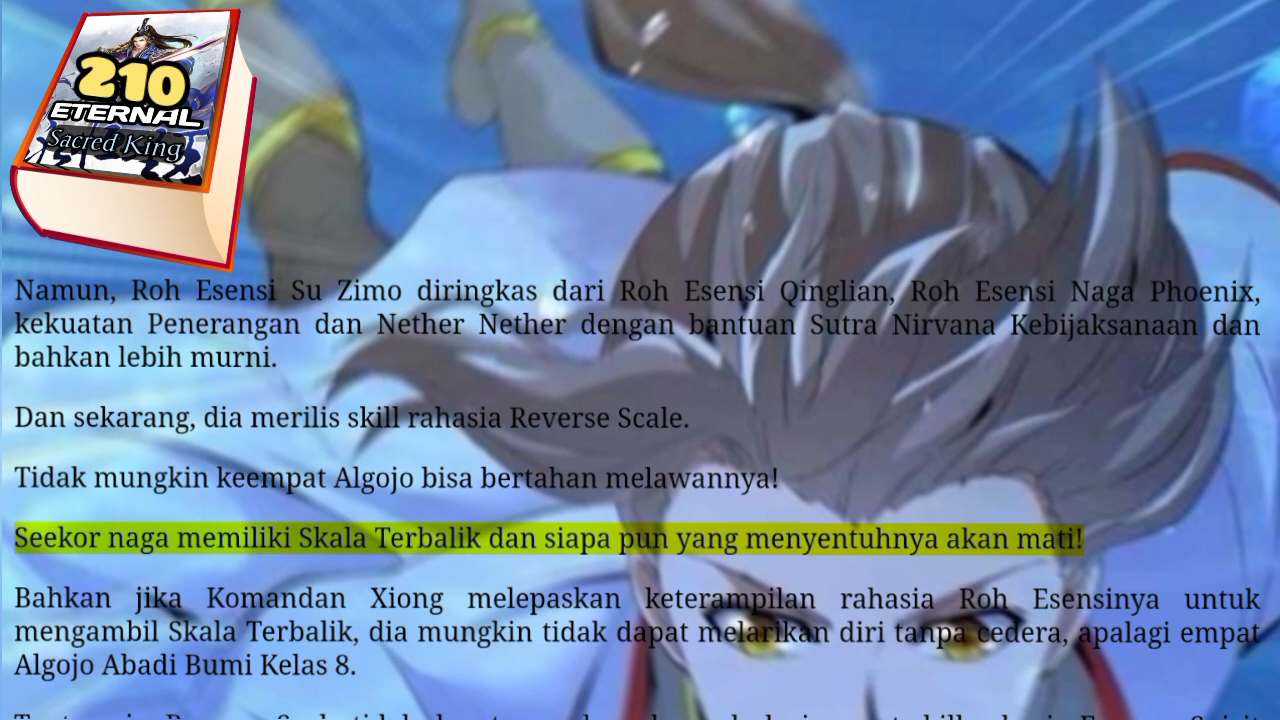 210
ETERNAL
Sacred King
Namun, Roh Esensi Su Zimo diringkas dari Roh Esensi Qinglian, Roh Esensi Naga Phoenix,
kekuatan Penerangan dan Nether Nether dengan bantuan Sutra Nirvana Kebijaksanaan dan
bahkan lebih murni.
Dan sekarang, dia merilis skill rahasia Reverse Scale.
Tidak mungkin keempat Algojo bisa bertahan melawannya!
Seekor naga memiliki Skala Terbalik dan siapa pun yang menyentuhnya akan mati!
Bahkan jika Komandan Xiong melepaskan keterampilan rahasia Roh Esensinya untuk
mengambil Skala Terbalik, dia mungkin tidak dapat melarikan diri tanpa cedera, apalagi empat
Algojo Abadi Bumi Kelas 8.